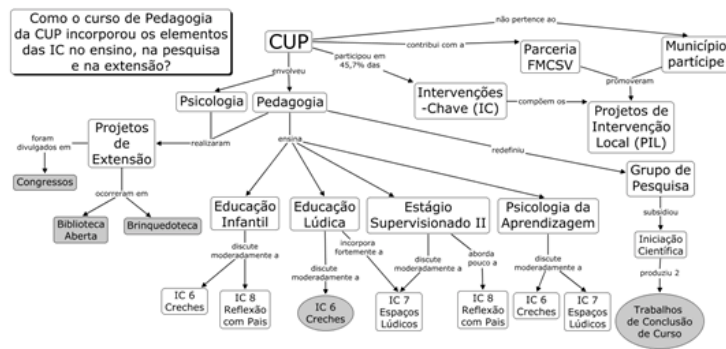 Como o curso de Pedagogia
da CUP incorporou os elementos
das IC no ensino, na pesquisa
e na extensão?
CUP
não pertence ao
contribui com a
participou em
45,7% das
envolveu
Parceria
FMCSV
Município
partícipe
promoveram
Intervenções
-Chave (IC)
compõem os
Projetos de
Intervenção
Local (PIL)
Psicologia
Pedagogia
realizaram
ensina
redefiniu
Projetos
de
Extensão
foram
divulgados em
Congressos
ocorreram em
Biblioteca
Aberta
Brinquedoteca
Grupo de
Pesquisa
subsidiou
Iniciação
Científica
produziu 2
Trabalhos
de Conclusão
de Curso
Educação
Infantil
Educação
Lúdica
Estágio
Supervisionado II
Psicologia da
Aprendizagem
discute
moderadamente a
discute
moderadamente a
incorpora
fortemente a
discute
moderadamente a
aborda
pouco a
discute
moderadamente a
IC 6
Creches
IC 8
Reflexão
com Pais
IC 6
Creches
IC 7
Espaços
Lúdicos
IC 8
Reflexão
com Pais
IC 6
Creches
IC 7
Espaços
Lúdicos